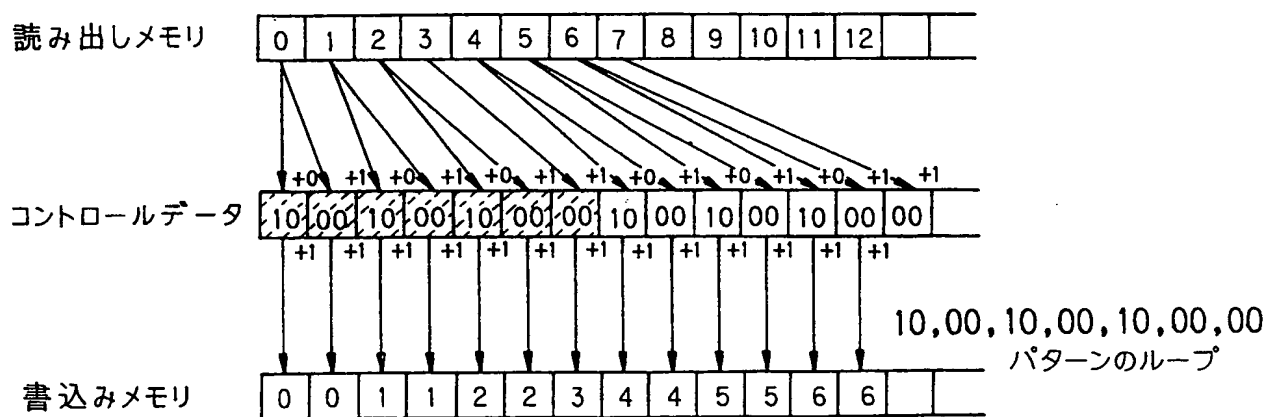 読み出しメモリ 0 1 2 3 4 5 6 7 8 9 10 11 12
+0 +1 +0 +1 +0 +1 +1 +0 +1 +0 +1 +0 +1 +1
コントロールデータ 10 00 10 00 10 00 00 10 00 10 00 10 00 00
+1 +1 +1 +1 +1 +1 +1 +1 +1 +1 +1 +1 +1
10,00,10,00,10,00,00
パターンのループ
書込みメモリ 0 0 1 1 2 2 3 4 4 5 5 6 6